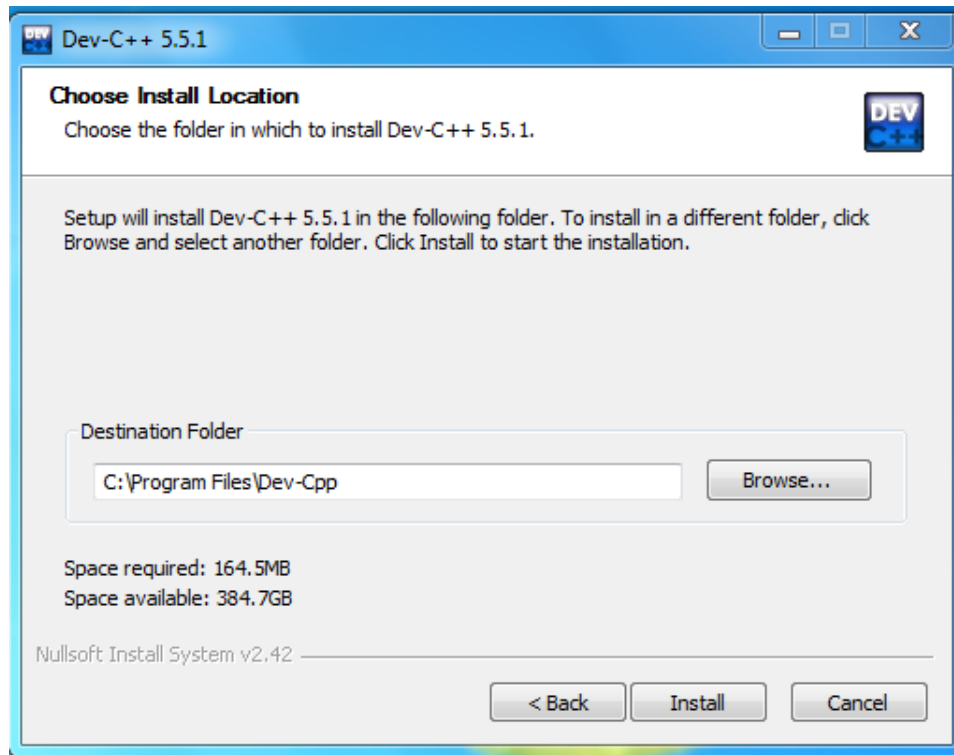 DEV C++ Dev-C++ 5.5.1
Choose Install Location
Choose the folder in which to install Dev-C++ 5.5.1.
DEV
C++
Setup will install Dev-C++ 5.5.1 in the following folder. To install in a different folder, click
Browse and select another folder. Click Install to start the installation.
Destination Folder
C:\Program Files\Dev-Cpp
Browse...
Space required: 164.5MB
Space available: 384.7GB
Nullsoft Install System v2.42
< Back Install Cancel